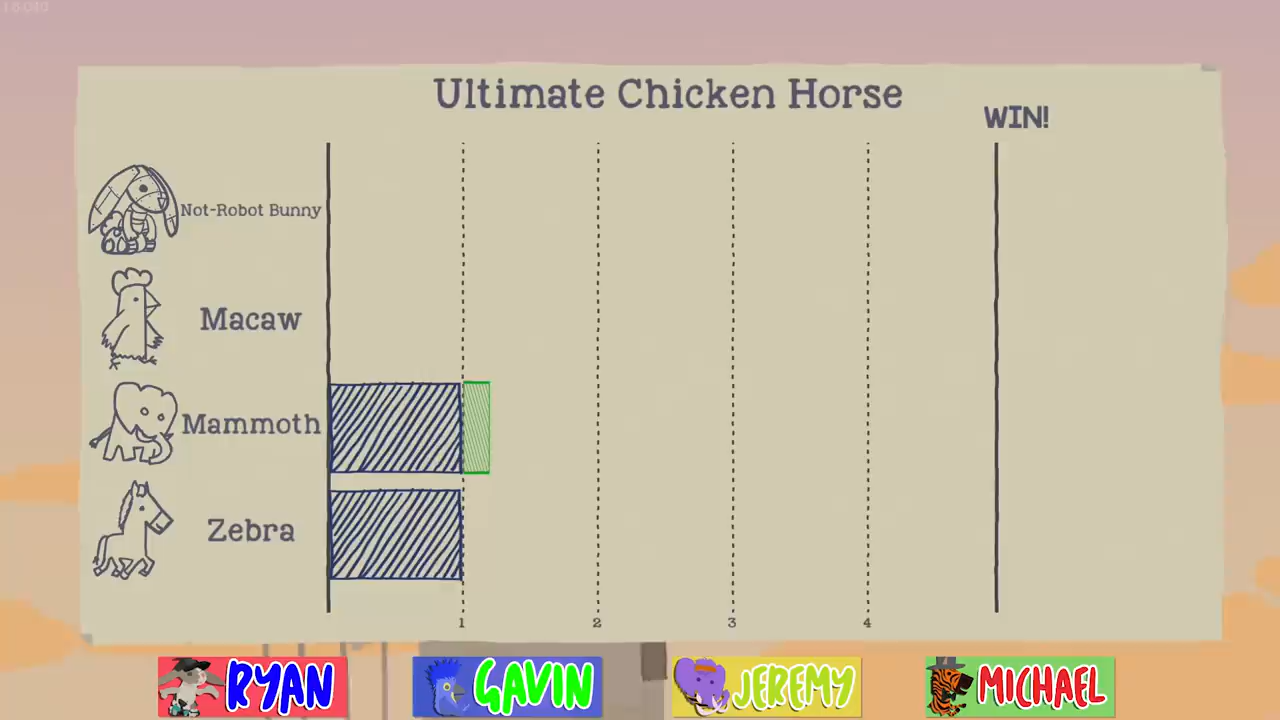 Ultimate Chicken Horse
WIN!
Not-Robot Bunny
Macaw
Mammoth
Zebra
1 2 3 4
RYAN GAVIN JEREMY MICHAEL